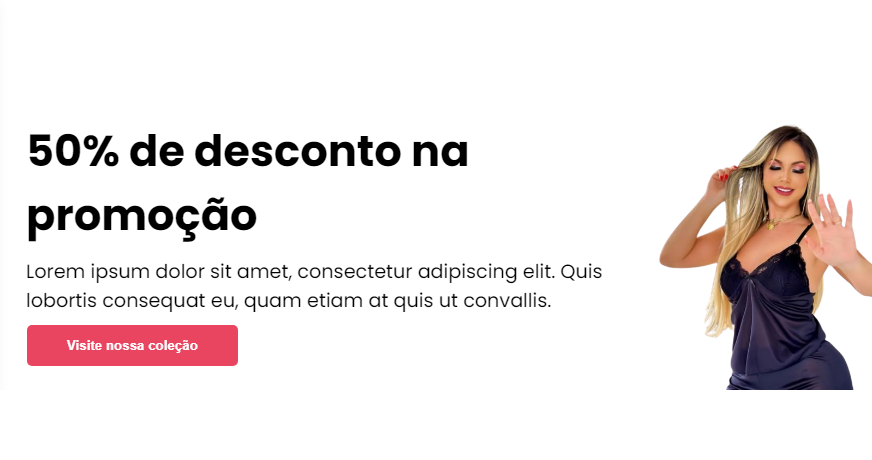 50% de desconto na
promoção
Lorem ipsum dolor sit amet, consectetur adipiscing elit. Quis
lobortis consequat eu, quam etiam at quis ut convallis.
Visite nossa coleção